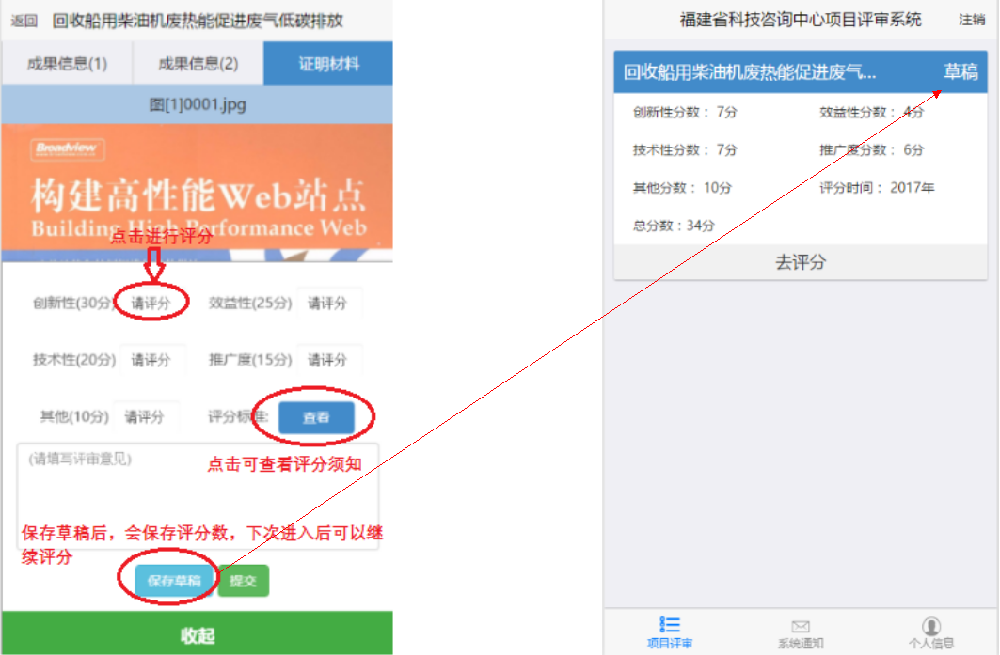 返回 回收船用柴油机废热能促进废气低碳排放
成果信息(1) 成果信息(2) 证明材料
图[1]0001.jpg
Broadview
构建高性能Web站点
Building High Performance Web
点击进行评分
创新性(30分) 请评分 效益性(25分) 请评分
技术性(20分) 请评分 推广度(15分) 请评分
其他(10分) 请评分 评分标准: 查看
(请填写评审意见)
点击可查看评分须知
保存草稿后，会保存评分数，下次进入后可以继
续评分
保存草稿 提交
收起
福建省科技咨询中心项目评审系统 注销
回收船用柴油机废热能促进废气... 草稿
创新性分数： 7分 效益性分数： 4分
技术性分数： 7分 推广度分数： 6分
其他分数： 10分 评分时间： 2017年
总分数：34分
去评分
项目评审 系统通知 个人信息